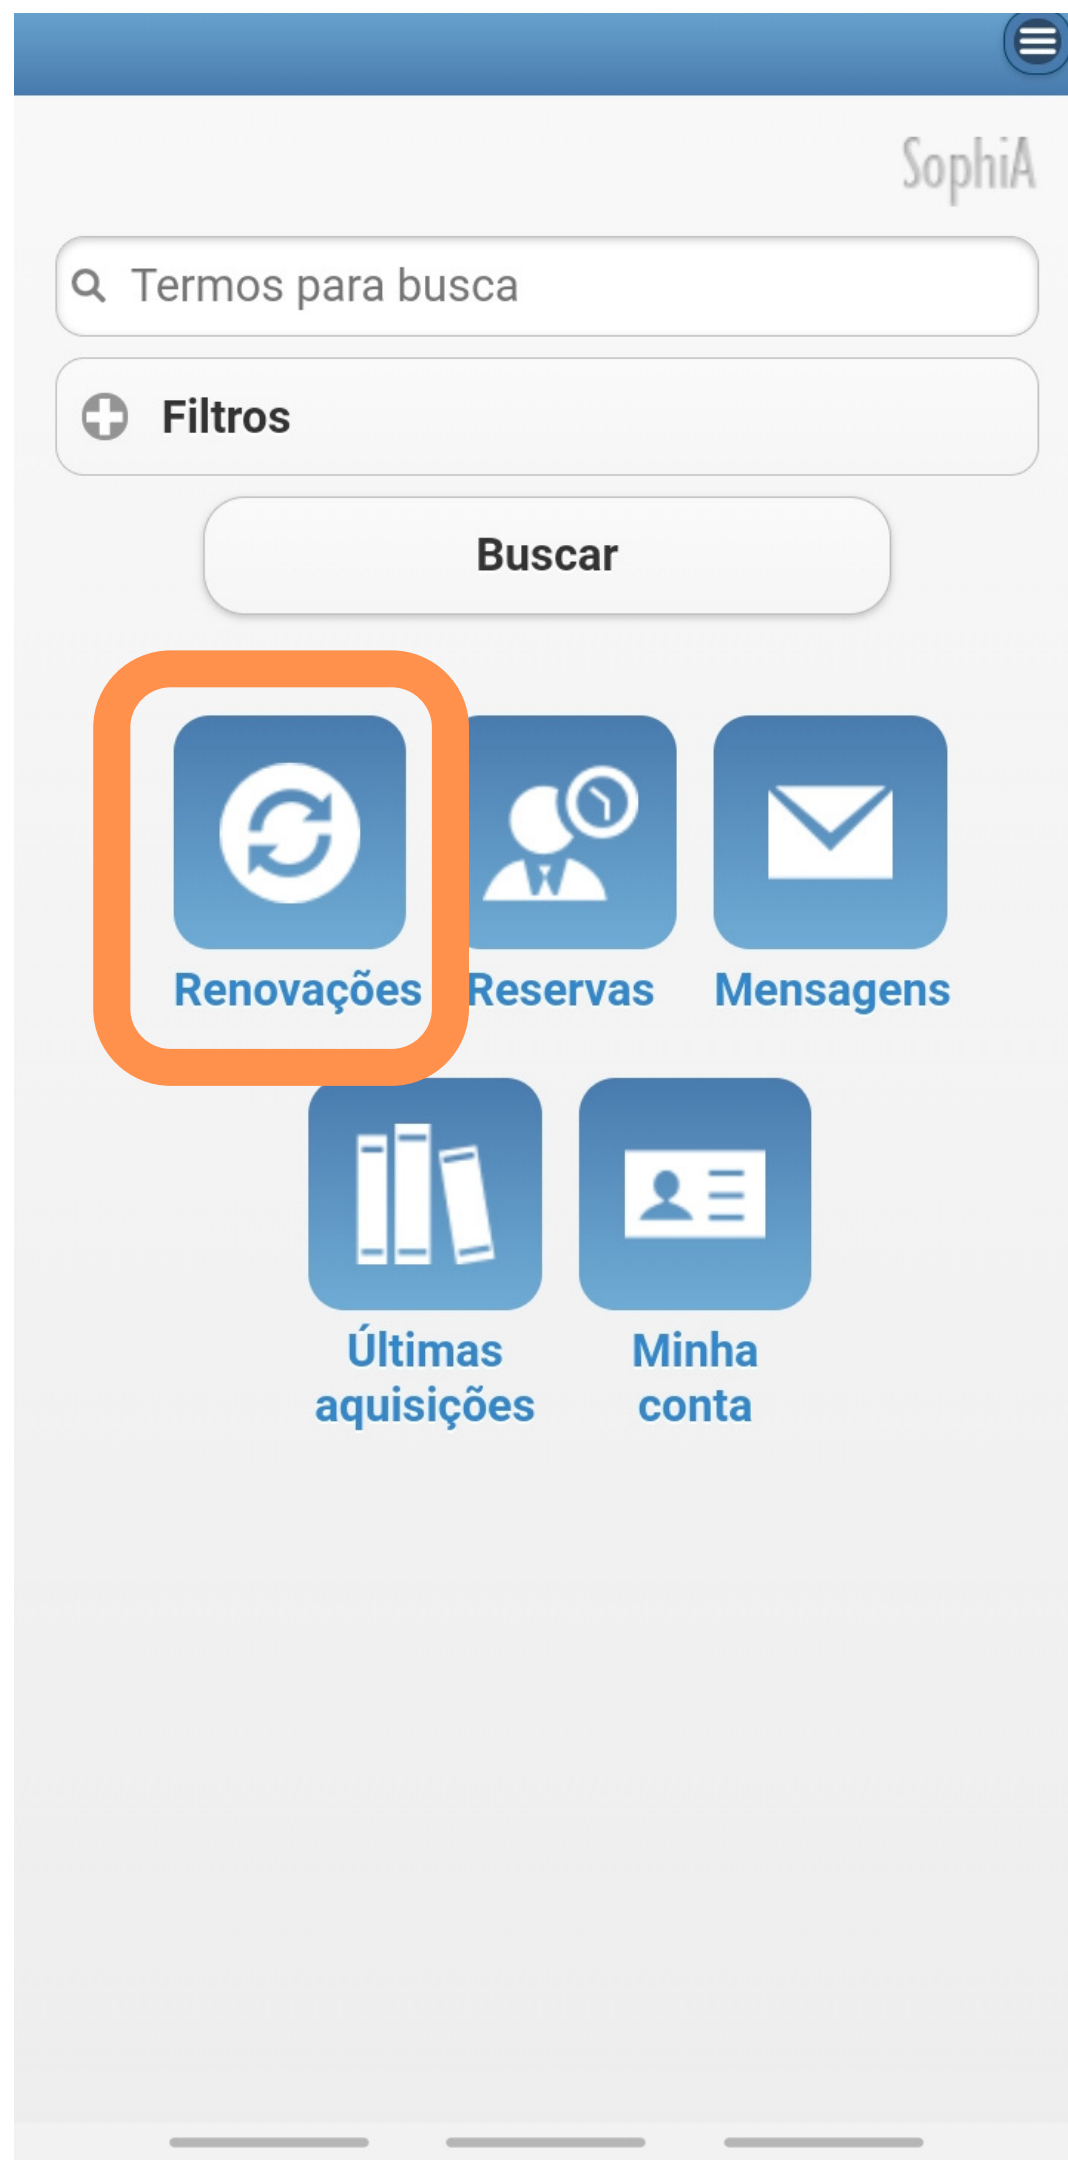 SophiA
Termos para busca
Filtros
Buscar
Renovações
Reservas
Mensagens
Últimas
aquisições
Minha
conta